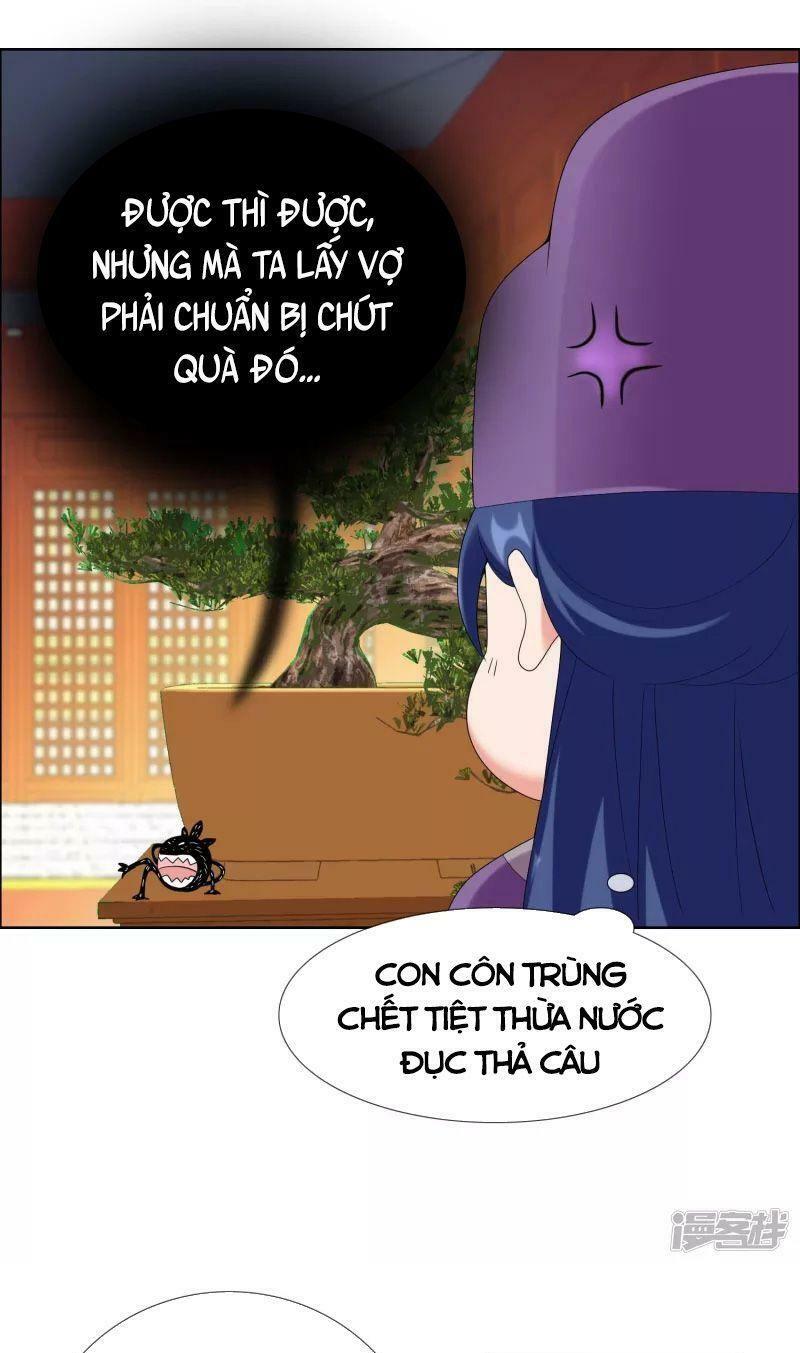 ĐƯỢC THÌ ĐƯỢC,
NHƯNG MÀ TA LẤY VỢ
PHẢI CHUẨN BỊ CHÚT
QUÀ ĐÓ...
CON CÔN TRÙNG
CHẾT TIỆT THỪA NƯỚC
ĐỤC THẢ CÂU
漫客栈